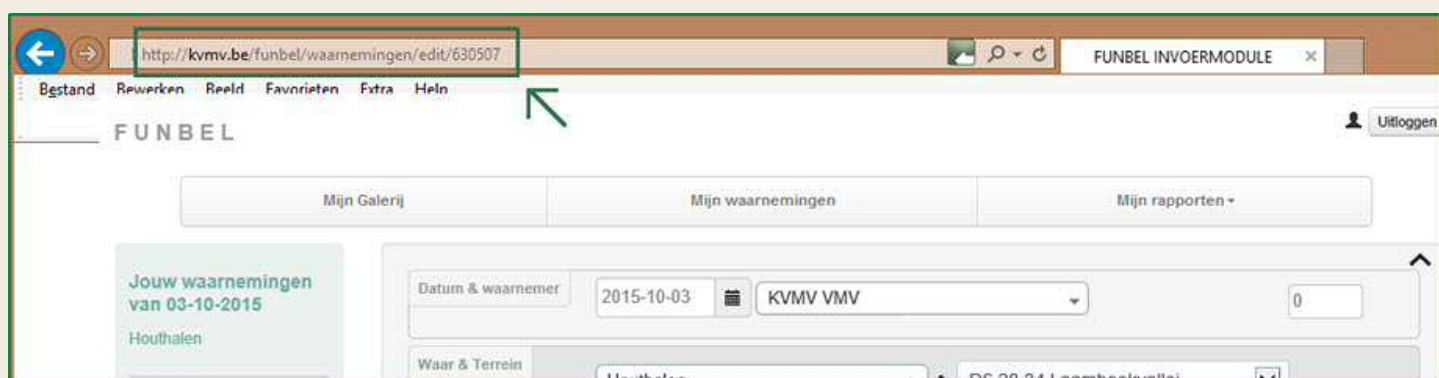 http://kvmv.be/funbel/waarnemingen/edit/630507
FUNBEL INVOERMODULE
Bestand Bewerken Beeld Favorieten Extra Help
FUNBEL
Uitloggen
Mijn Galerij Mijn waarnemingen Mijn rapporten
Jouw waarnemingen
van 03-10-2015
Houthalen
Datum & waarnemer 2015-10-03 KVMV VMV 0
Waar & Terrein
Houthalen